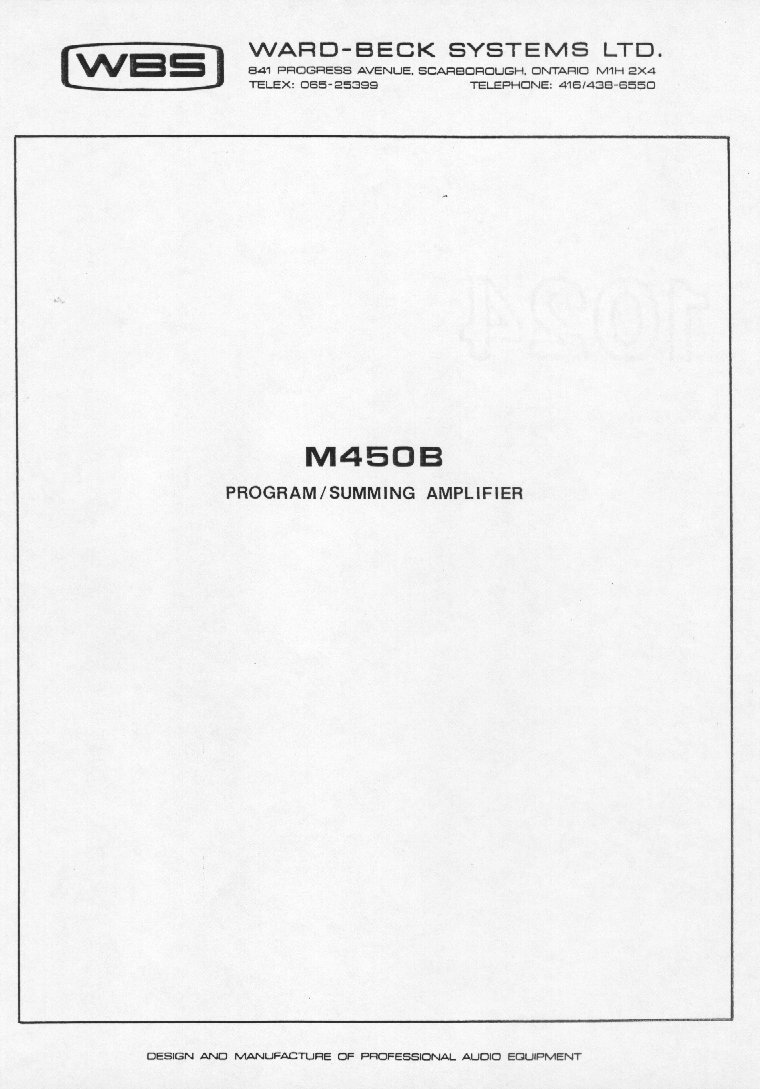 WBS
WARD-BECK SYSTEMS LTD.
841 PROGRESS AVENUE, SCARBOROUGH, ONTARIO M1H 2X4
TELEX: 065-25399 TELEPHONE: 416/438-6550
1024
M450B
PROGRAM/SUMMING AMPLIFIER
DESIGN AND MANUFACTURE OF PROFESSIONAL AUDIO EQUIPMENT